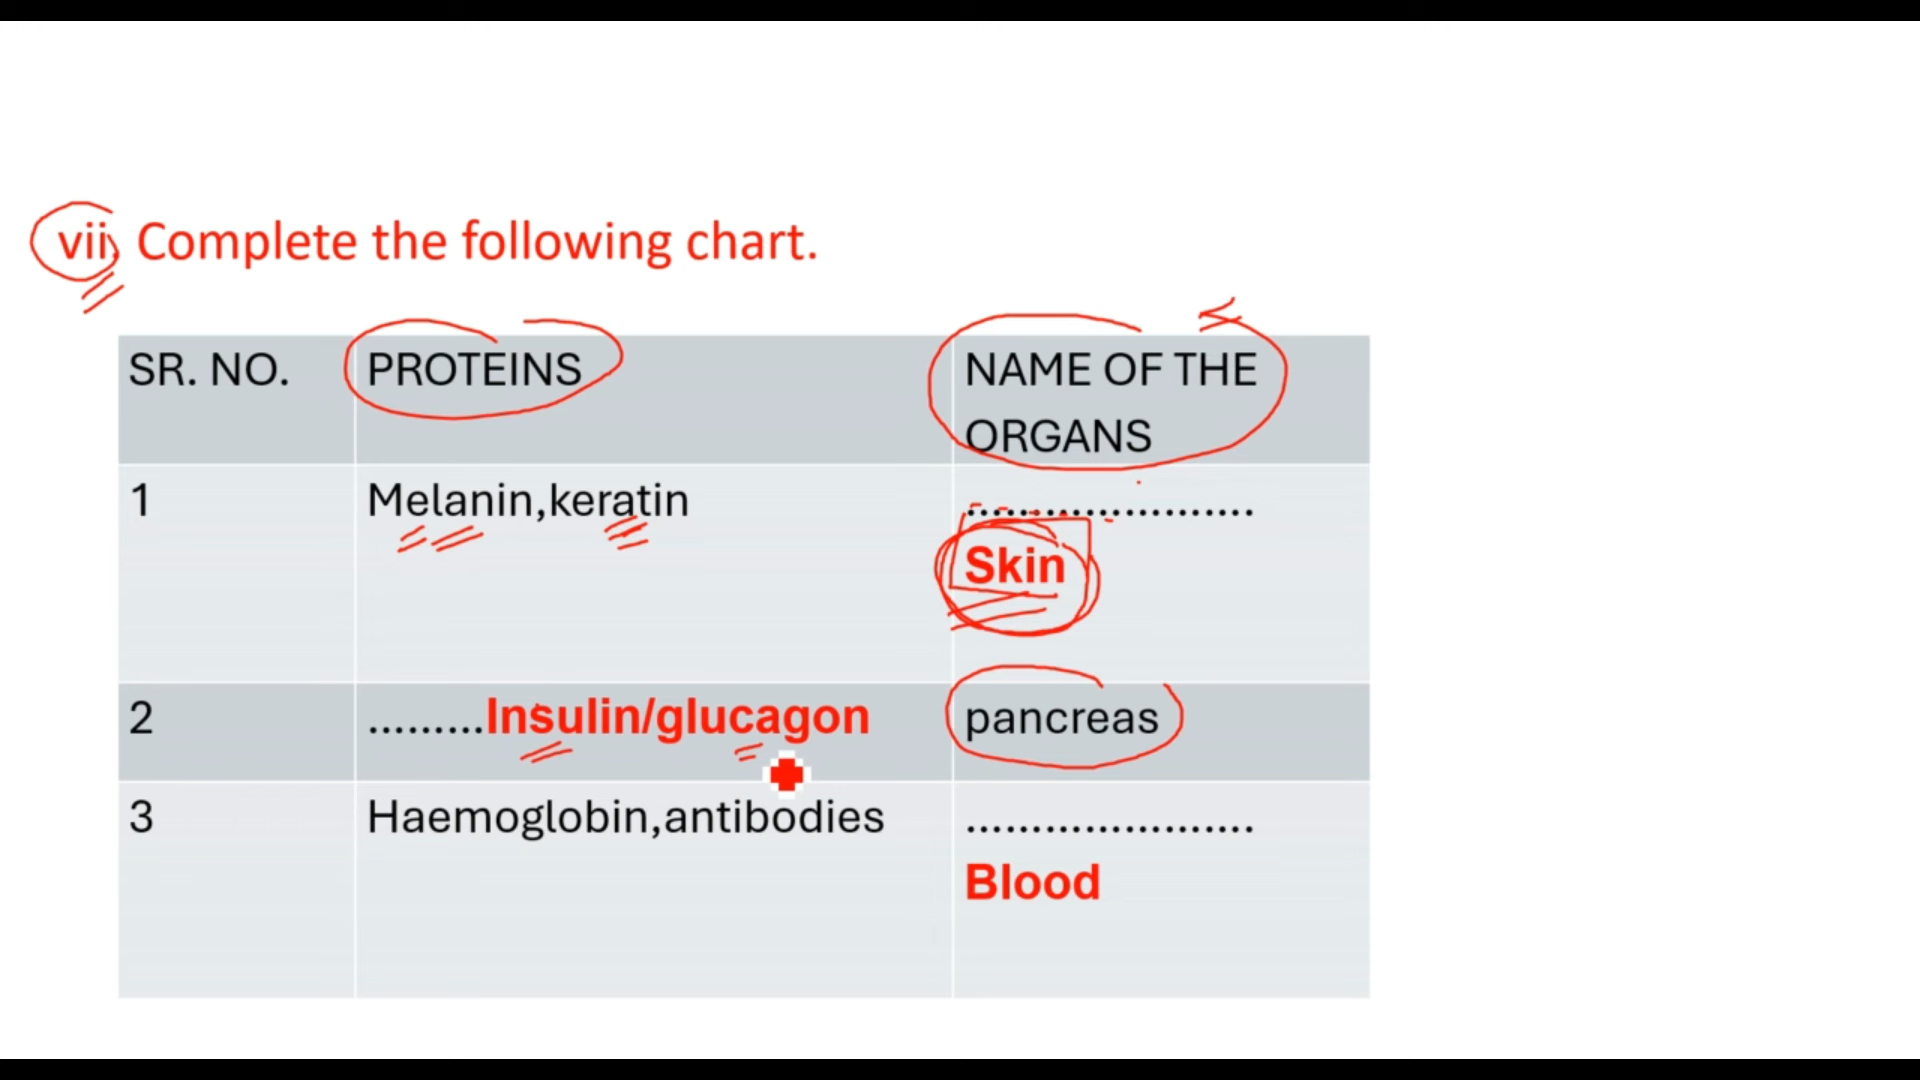 vii. Complete the following chart.
SR. NO. PROTEINS NAME OF THE
ORGANS
1 Melanin,keratin ......................
Skin
2 .........Insulin/glucagon pancreas
3 Haemoglobin,antibodies ......................
Blood